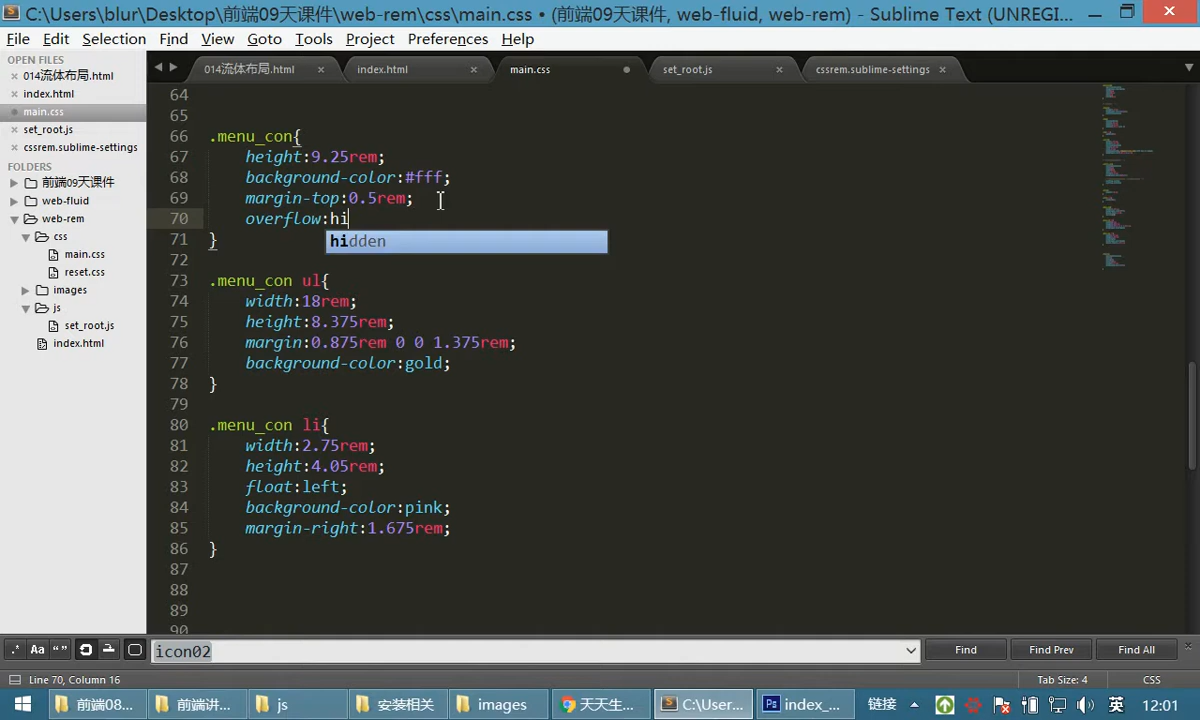 C:\Users\blur\Desktop\前端09天课件\web-rem\css\main.css • (前端09天课件, web-fluid, web-rem) - Sublime Text (UNREGI...
File Edit Selection Find View Goto Tools Project Preferences Help
OPEN FILES
014流体布局.html
index.html
main.css
set_root.js
cssrem.sublime-settings
FOLDERS
前端09天课件
web-fluid
web-rem
css
main.css
reset.css
images
js
set_root.js
index.html
014流体布局.html index.html main.css set_root.js cssrem.sublime-settings
64
65
66 .menu_con{
67 height:9.25rem;
68 background-color:#fff;
69 margin-top:0.5rem;
70 overflow:hi
hidden
71 }
72
73 .menu_con ul{
74 width:18rem;
75 height:8.375rem;
76 margin:0.875rem 0 0 1.375rem;
77 background-color:gold;
78 }
79
80 .menu_con li{
81 width:2.75rem;
82 height:4.05rem;
83 float:left;
84 background-color:pink;
85 margin-right:1.675rem;
86 }
87
88
89
90
.* Aa “” icon02 Find Find Prev Find All
Line 70, Column 16 Tab Size: 4 CSS
前端08... 前端讲... js 安装相关 images 天天生... C:\User... Ps index_... 链接 英 12:01